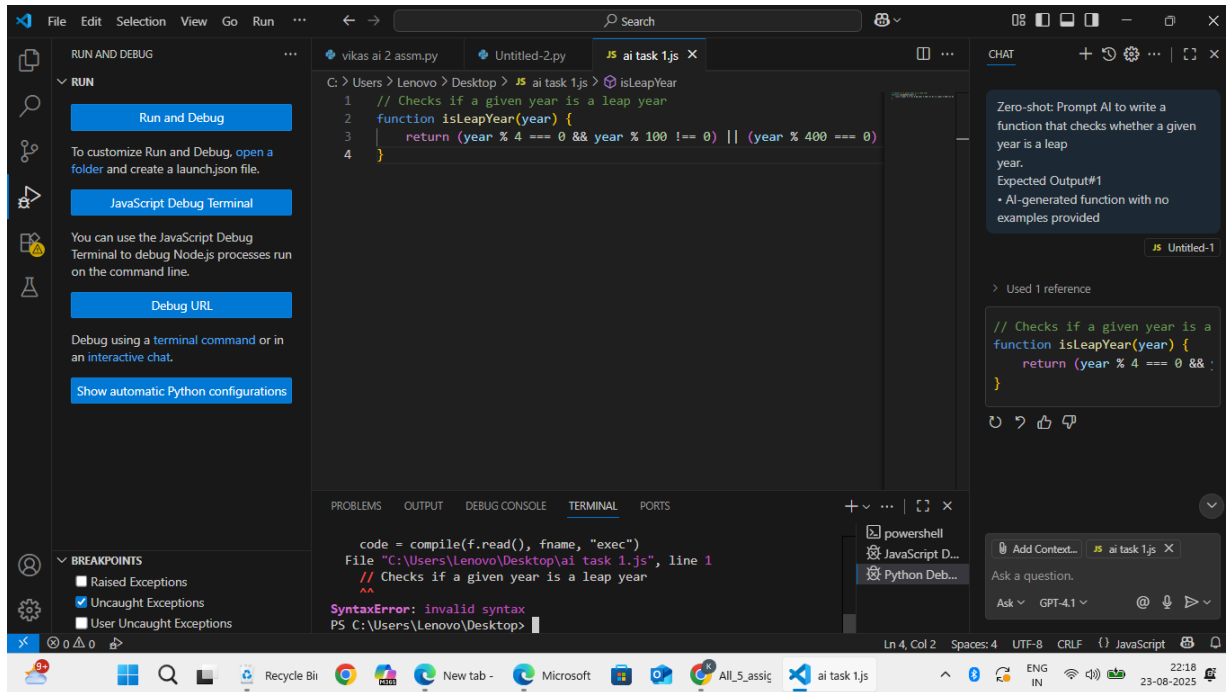 File Edit Selection View Go Run ···
Search
RUN AND DEBUG ···
RUN
Run and Debug
To customize Run and Debug, open a
folder and create a launch.json file.
JavaScript Debug Terminal
You can use the JavaScript Debug
Terminal to debug Node.js processes run
on the command line.
Debug URL
Debug using a terminal command or in
an interactive chat.
Show automatic Python configurations
BREAKPOINTS
Raised Exceptions
Uncaught Exceptions
User Uncaught Exceptions
vikas ai 2 assm.py
Untitled-2.py
JS ai task 1.js
C: > Users > Lenovo > Desktop > JS ai task 1.js > isLeapYear
1 // Checks if a given year is a leap year
2 function isLeapYear(year) {
3 return (year % 4 === 0 && year % 100 !== 0) || (year % 400 === 0)
4 }
PROBLEMS OUTPUT DEBUG CONSOLE TERMINAL PORTS
code = compile(f.read(), fname, "exec")
File "C:\Users\Lenovo\Desktop\ai task 1.js", line 1
// Checks if a given year is a leap year
^^
SyntaxError: invalid syntax
PS C:\Users\Lenovo\Desktop>
powershell
JavaScript D...
Python Deb...
CHAT
Zero-shot: Prompt AI to write a
function that checks whether a given
year is a leap
year.
Expected Output#1
• AI-generated function with no
examples provided
JS Untitled-1
> Used 1 reference
// Checks if a given year is a
function isLeapYear(year) {
return (year % 4 === 0 &&
}
Add Context... JS ai task 1.js
Ask a question.
Ask GPT-4.1
0 0 Ln 4, Col 2 Spaces: 4 UTF-8 CRLF {} JavaScript
9+
Recycle Bi
M365
New tab -
Microsoft
K
All_5_assig
ai task 1.js
ENG
IN
22:18
23-08-2025